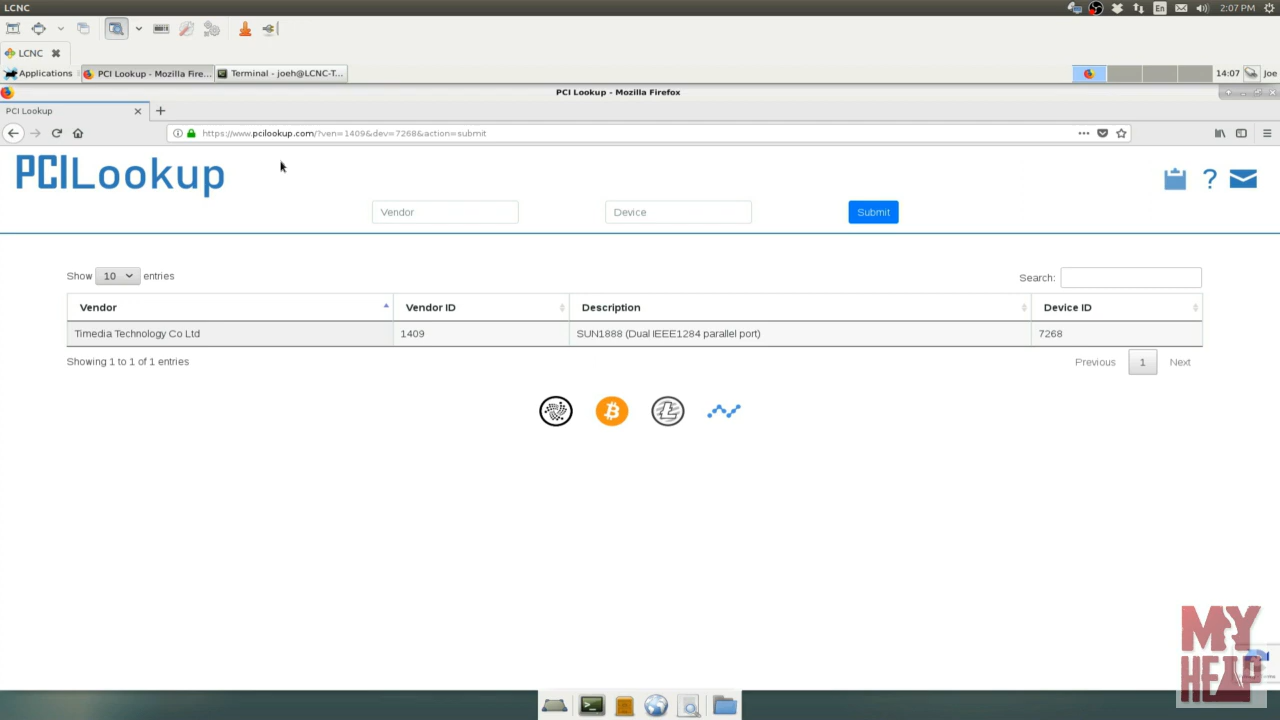 LCNC
En
2:07 PM
LCNC
Applications
PCI Lookup - Mozilla Fire...
Terminal - joeh@LCNC-T...
14:07
Joe
PCI Lookup - Mozilla Firefox
PCI Lookup
https://www.pcilookup.com/?ven=1409&dev=7268&action=submit
PCILookup
?
Vendor
Device
Submit
Show 10 entries
Search:
Vendor
Vendor ID
Description
Device ID
Timedia Technology Co Ltd
1409
SUN1888 (Dual IEEE1284 parallel port)
7268
Showing 1 to 1 of 1 entries
Previous
1
Next
MY
HELP